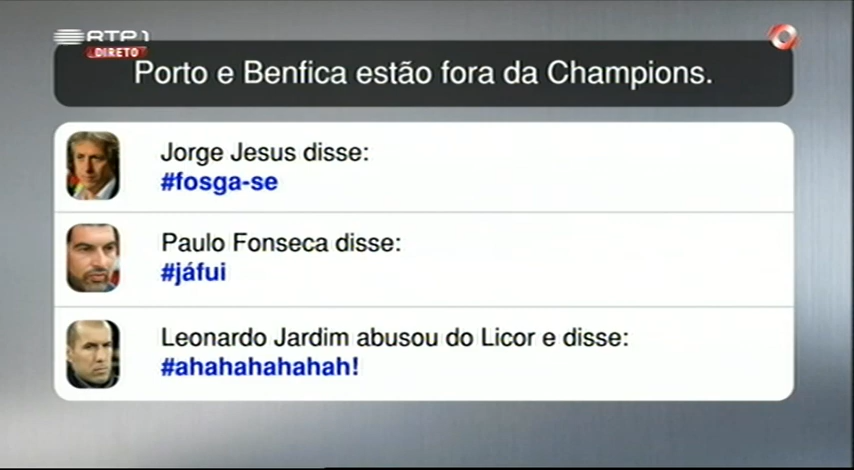 RTP1
DIRETO
Porto e Benfica estão fora da Champions.
Jorge Jesus disse:
#fosga-se
Paulo Fonseca disse:
#jáfui
Leonardo Jardim abusou do Licor e disse:
#ahahahahahah!